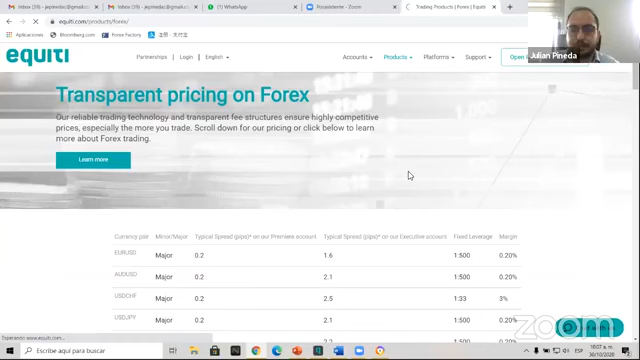 Inbox (19) - jepinedac@gmail.co
Inbox (19) - jepinedac@gmail.co
WhatsApp
Posasistente - Zoom
Trading Products | Forex | Equiti
equiti.com/products/forex/
Aplicaciones
Bloomberg.com
Forex Factory
equiti
Partnerships
Login
English
Accounts
Products
Platforms
Support
Julian Pineda
Transparent pricing on Forex
Our reliable trading technology and transparent fee structures ensure highly competitive
prices, especially the more you trade. Scroll down for our pricing or click below to learn
more about Forex trading.
Learn more
Currency pair Minor/Major Typical Spread (pips)* on our Premiere account Typical Spread (pips)* on our Executive account Fixed Leverage Margin
EURUSD Major 0.2 1.6 1:500 0.20%
AUDUSD Major 0.2 2.1 1:500 0.20%
USDCHF Major 0.2 2.5 1:33 3%
USDJPY Major 0.2 2.1 1:500 0.20%
zoom
Esperando www.equiti.com...
Escribe aquí para buscar
ESP
16:07 p. m.
30/10/2020